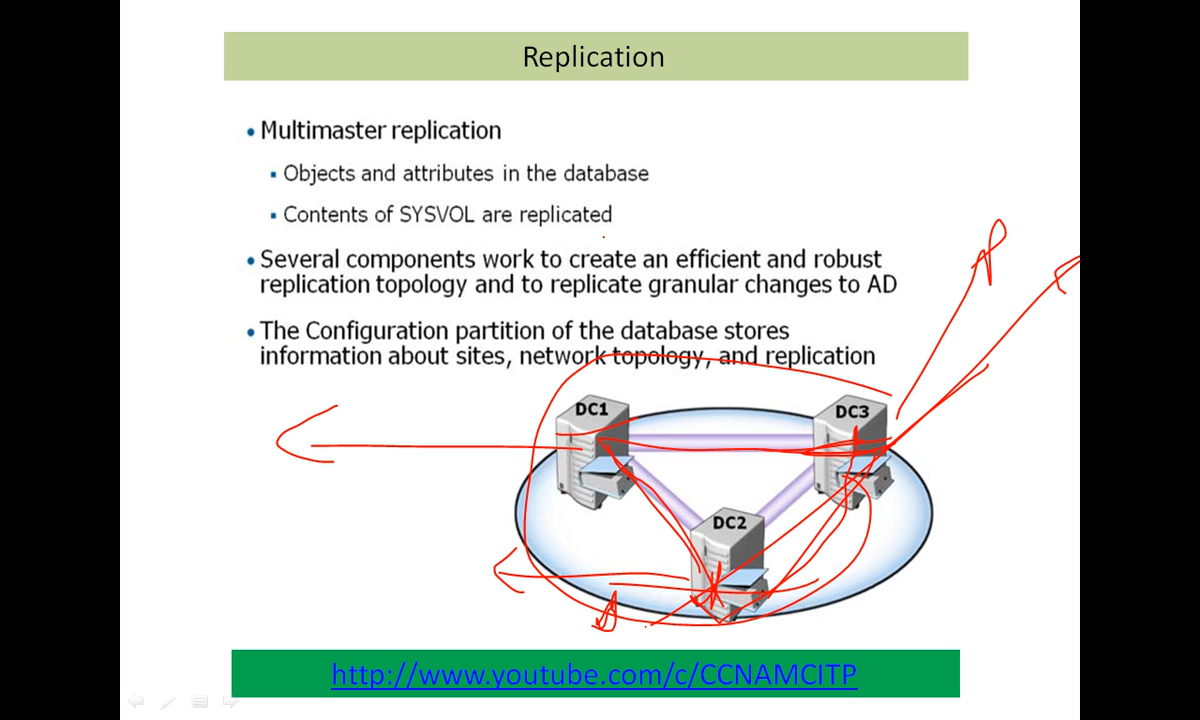 Replication
• Multimaster replication
▪ Objects and attributes in the database
▪ Contents of SYSVOL are replicated
• Several components work to create an efficient and robust
replication topology and to replicate granular changes to AD
• The Configuration partition of the database stores
information about sites, network topology, and replication
DC1
DC3
DC2
http://www.youtube.com/c/CCNAMCITP